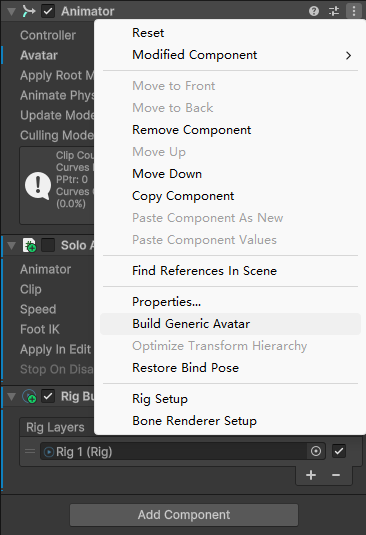 Animator
Controller
Avatar
Apply Root M
Animate Phys
Update Mode
Culling Mode
Clip Cou
Curves
PPtr: 0
Curves
(0.0%)
Reset
Modified Component
Move to Front
Move to Back
Remove Component
Move Up
Move Down
Copy Component
Paste Component As New
Paste Component Values
Find References In Scene
Properties...
Build Generic Avatar
Optimize Transform Hierarchy
Restore Bind Pose
Rig Setup
Bone Renderer Setup
Solo A
Animator
Clip
Speed
Foot IK
Apply In Edit
Stop On Disa
Rig Bu
Rig Layers
Rig 1 (Rig)
Add Component